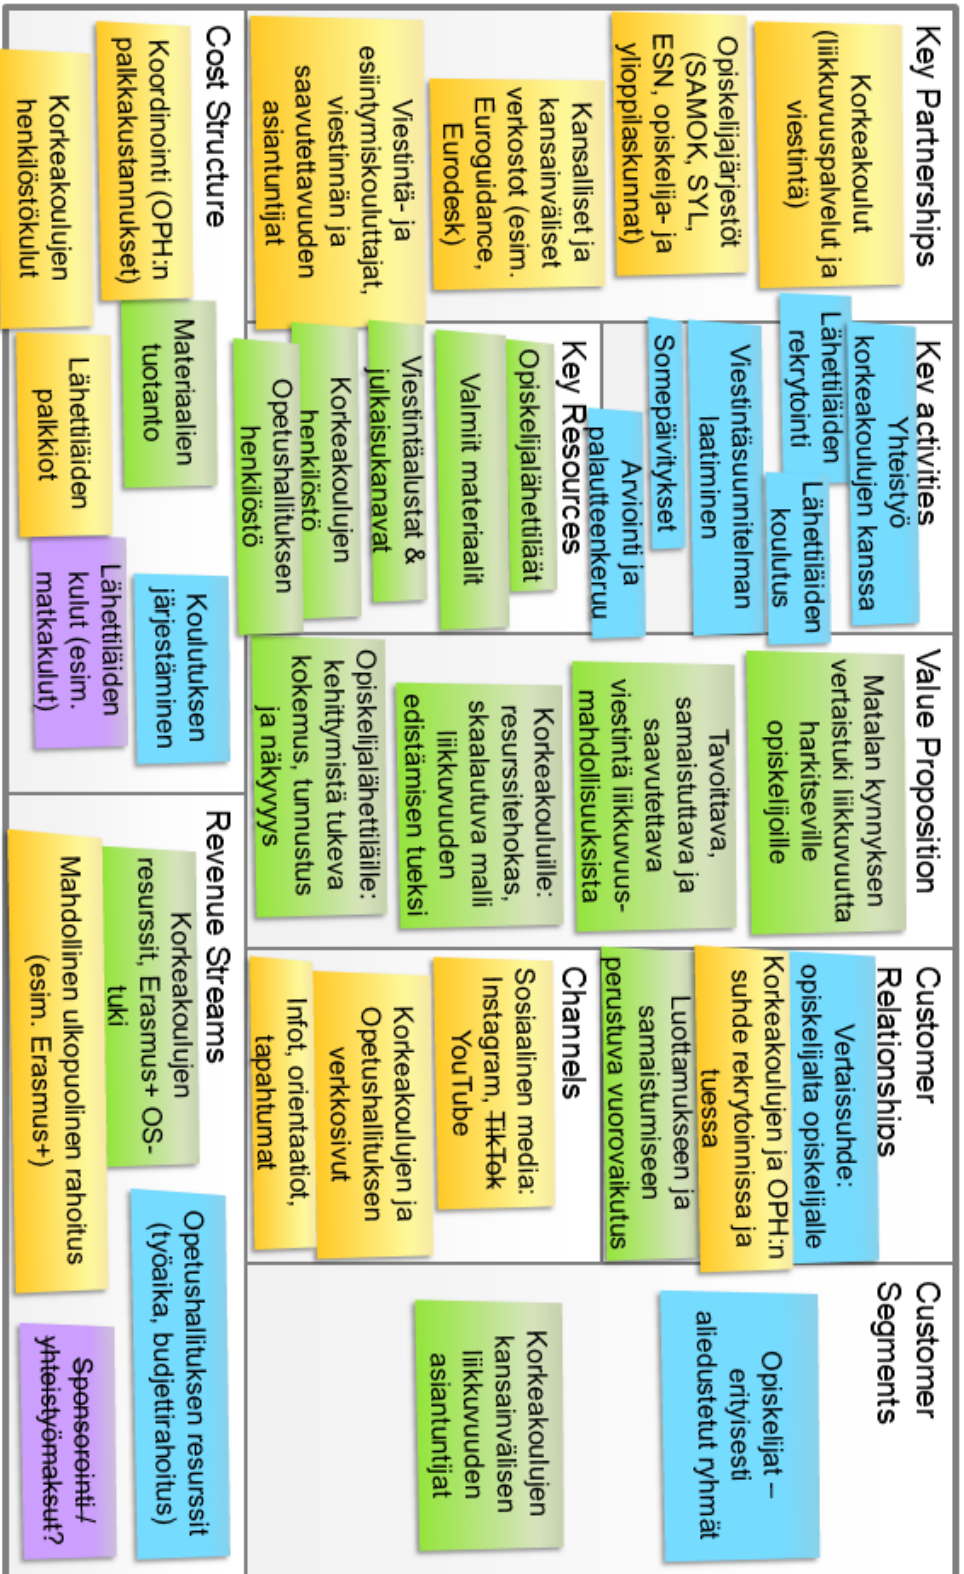 Key Partnerships
Korkeakoulut
(liikkuvuuspalvelut ja
viestintä)
Opiskelijajärjestöt
(SAMOK, SYL,
ESN, opiskelija- ja
ylioppilaskunnat)
Kansalliset ja
kansainväliset
verkostot (esim.
Euroguidance,
Eurodesk)
Viestintä- ja
esiintymiskouluttajat,
viestinnän ja
saavutettavuuden
asiantuntijat
Key activities
Yhteistyö
korkeakoulujen kanssa
Lähettiläiden
rekrytointi
Lähettiläiden
koulutus
Viestintäsuunnitelman
laatiminen
Somepäivitykset
Arviointi ja
palautteenkeruu
Key Resources
Opiskelijalähettiläät
Valmiit materiaalit
Viestintäalustat &
julkaisukanavat
Korkeakoulujen
henkilöstö
Opetushallituksen
henkilöstö
Value Proposition
Matalan kynnyksen
vertaistuki liikkuvuutta
harkitseville
opiskelijoille
Tavoittava,
samaistuttava ja
saavutettava
viestintä liikkuvuus-
mahdollisuuksista
Korkeakouluille:
resurssitehokas,
skaalautuva malli
liikkuvuuden
edistämisen tueksi
Opiskelijalähettiläille:
kehittymistä tukeva
kokemus, tunnustus
ja näkyvyys
Customer
Relationships
Vertaissuhde:
opiskelijalta opiskelijalle
Korkeakoulujen ja OPH:n
suhde rekrytoinnissa ja
tuessa
Luottamukseen ja
samaistumiseen
perustuva vuorovaikutus
Channels
Sosiaalinen media:
Instagram, TikTok
YouTube
Korkeakoulujen ja
Opetushallituksen
verkkosivut
Infot, orientaatiot,
tapahtumat
Customer
Segments
Opiskelijat –
erityisesti
aliedustetut ryhmät
Korkeakoulujen
kansainvälisen
liikkuvuuden
asiantuntijat
Cost Structure
Koordinointi (OPH:n
palkkakustannukset)
Korkeakoulujen
henkilöstökulut
Materiaalien
tuotanto
Lähettiläiden
palkkiot
Koulutuksen
järjestäminen
Lähettiläiden
kulut (esim.
matkakulut)
Revenue Streams
Korkeakoulujen
resurssit, Erasmus+ OS-
tuki
Mahdollinen ulkopuolinen rahoitus
(esim. Erasmus+)
Opetushallituksen resurssit
(työaika, budjettirahoitus)
Sponsorointi /
yhteistyömaksut?